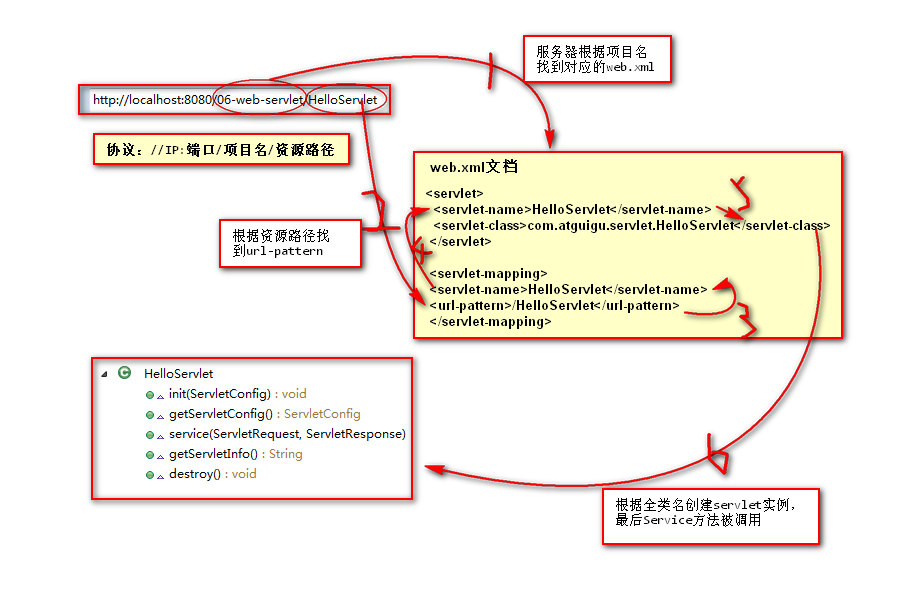 服务器根据项目名
找到对应的web.xml
http://localhost:8080/06-web-servlet/HelloServlet
协议：//IP:端口/项目名/资源路径
web.xml文档
<servlet>
<servlet-name>HelloServlet</servlet-name>
<servlet-class>com.atguigu.servlet.HelloServlet</servlet-class>
</servlet>
<servlet-mapping>
<servlet-name>HelloServlet</servlet-name>
<url-pattern>/HelloServlet</url-pattern>
</servlet-mapping>
根据资源路径找
到url-pattern
HelloServlet
init(ServletConfig) : void
getServletConfig() : ServletConfig
service(ServletRequest, ServletResponse)
getServletInfo() : String
destroy() : void
根据全类名创建servlet实例，
最后Service方法被调用